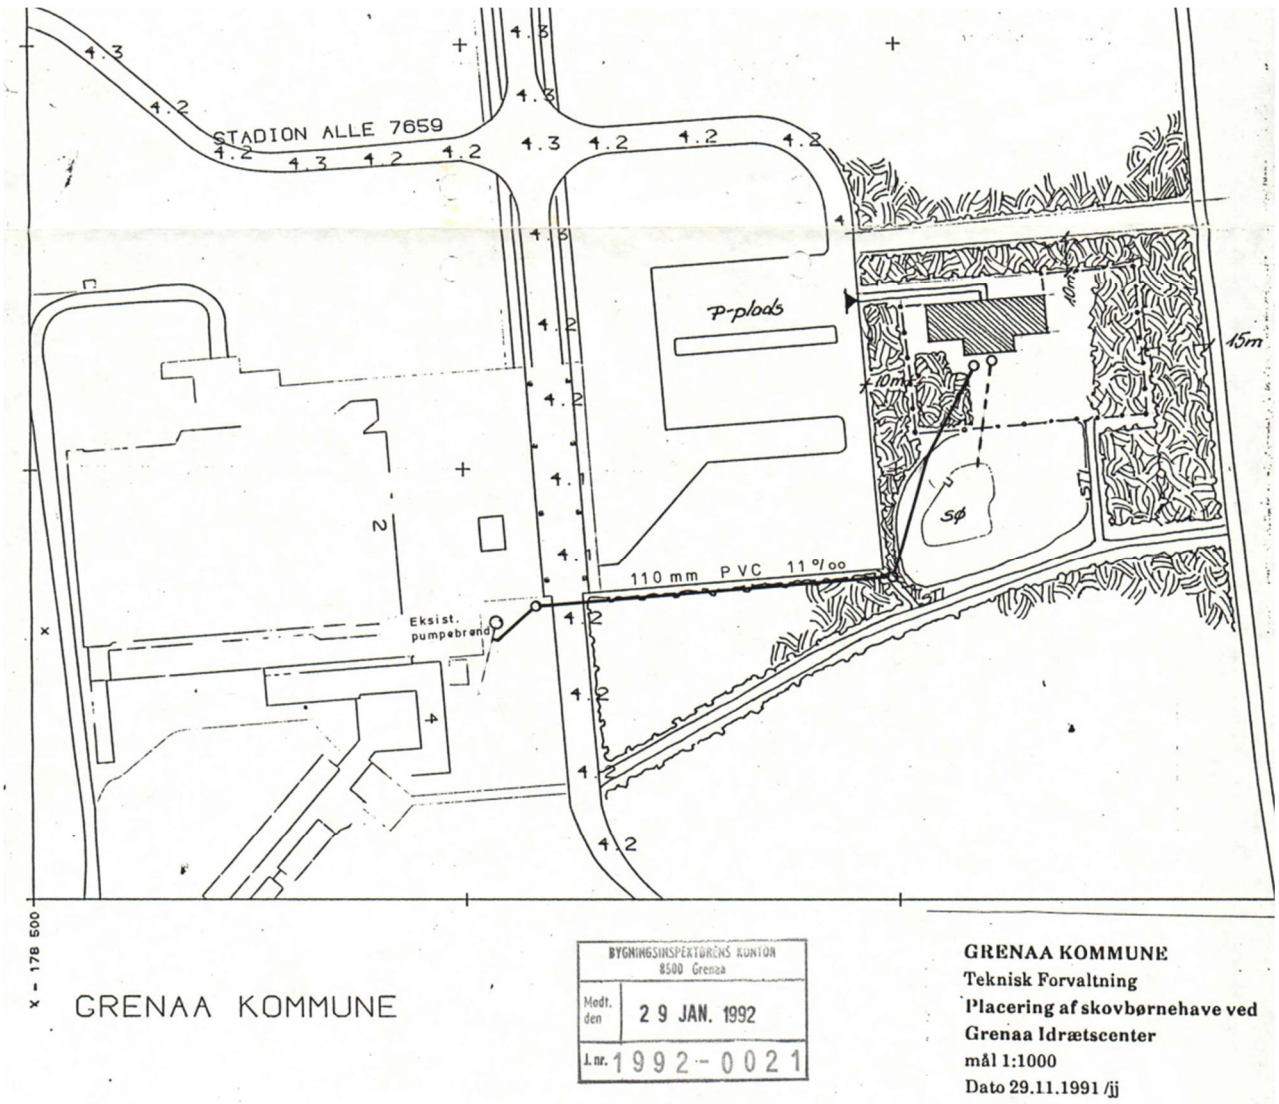 4.3
4.3
4.2
4.3
STADION ALLE 7659
4.2
4.3
4.2
4.2
4.3
4.2
4.2
4.2
4
4.3
P-plads
10m
15m
4.2
4.2
10m
4.1
2
STI
SØ
4.1
110 mm PVC 11 ‰
STI
Eksist.
pumpebrønd
4.2
x
4.2
4
4.2
4.2
X - 178 500
GRENAA KOMMUNE
BYGNINGSINSPEKTØRENS KONTOR
8500 Grenaa
Modt.
den
29 JAN. 1992
J.nr. 1992-0021
GRENAA KOMMUNE
Teknisk Forvaltning
Placering af skovbørnehave ved
Grenaa Idrætscenter
mål 1:1000
Dato 29.11.1991 /jj